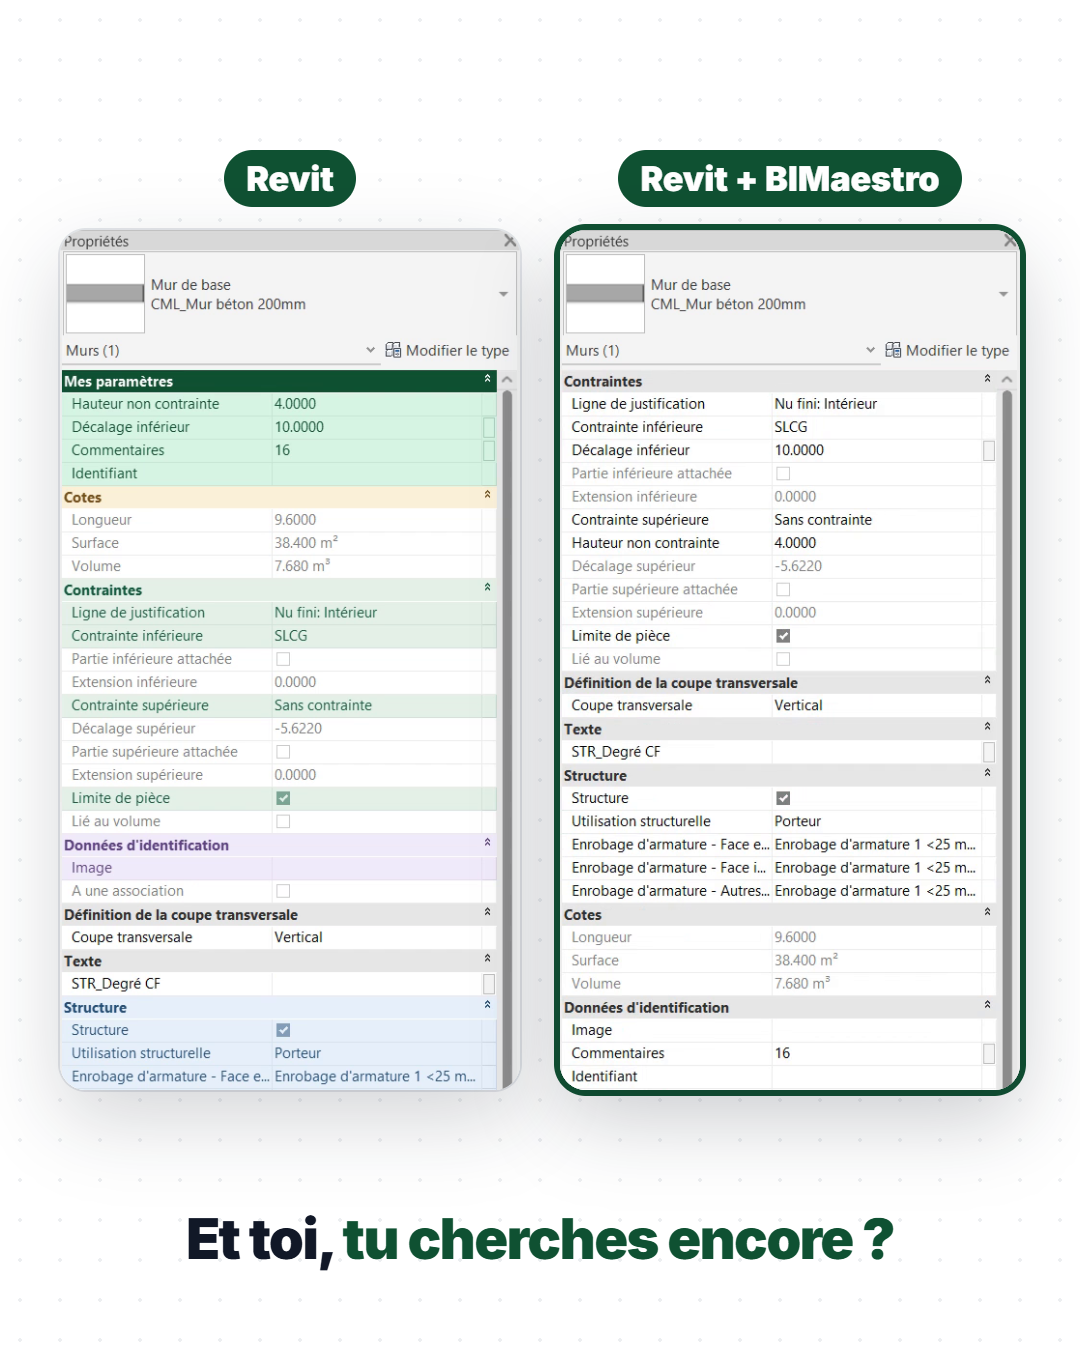 Revit
Propriétés
Mur de base
CML_Mur béton 200mm
Murs (1)
Modifier le type
Mes paramètres
Hauteur non contrainte 4.0000
Décalage inférieur 10.0000
Commentaires 16
Identifiant
Cotes
Longueur 9.6000
Surface 38.400 m²
Volume 7.680 m³
Contraintes
Ligne de justification Nu fini: Intérieur
Contrainte inférieure SLCG
Partie inférieure attachée
Extension inférieure 0.0000
Contrainte supérieure Sans contrainte
Décalage supérieur -5.6220
Partie supérieure attachée
Extension supérieure 0.0000
Limite de pièce
Lié au volume
Données d'identification
Image
A une association
Définition de la coupe transversale
Coupe transversale Vertical
Texte
STR_Degré CF
Structure
Structure
Utilisation structurelle Porteur
Enrobage d'armature - Face e... Enrobage d'armature 1 <25 m...
Revit + BIMaestro
Propriétés
Mur de base
CML_Mur béton 200mm
Murs (1)
Modifier le type
Contraintes
Ligne de justification Nu fini: Intérieur
Contrainte inférieure SLCG
Décalage inférieur 10.0000
Partie inférieure attachée
Extension inférieure 0.0000
Contrainte supérieure Sans contrainte
Hauteur non contrainte 4.0000
Décalage supérieur -5.6220
Partie supérieure attachée
Extension supérieure 0.0000
Limite de pièce
Lié au volume
Définition de la coupe transversale
Coupe transversale Vertical
Texte
STR_Degré CF
Structure
Structure
Utilisation structurelle Porteur
Enrobage d'armature - Face e... Enrobage d'armature 1 <25 m...
Enrobage d'armature - Face i... Enrobage d'armature 1 <25 m...
Enrobage d'armature - Autres... Enrobage d'armature 1 <25 m...
Cotes
Longueur 9.6000
Surface 38.400 m²
Volume 7.680 m³
Données d'identification
Image
Commentaires 16
Identifiant
Et toi, tu cherches encore ?